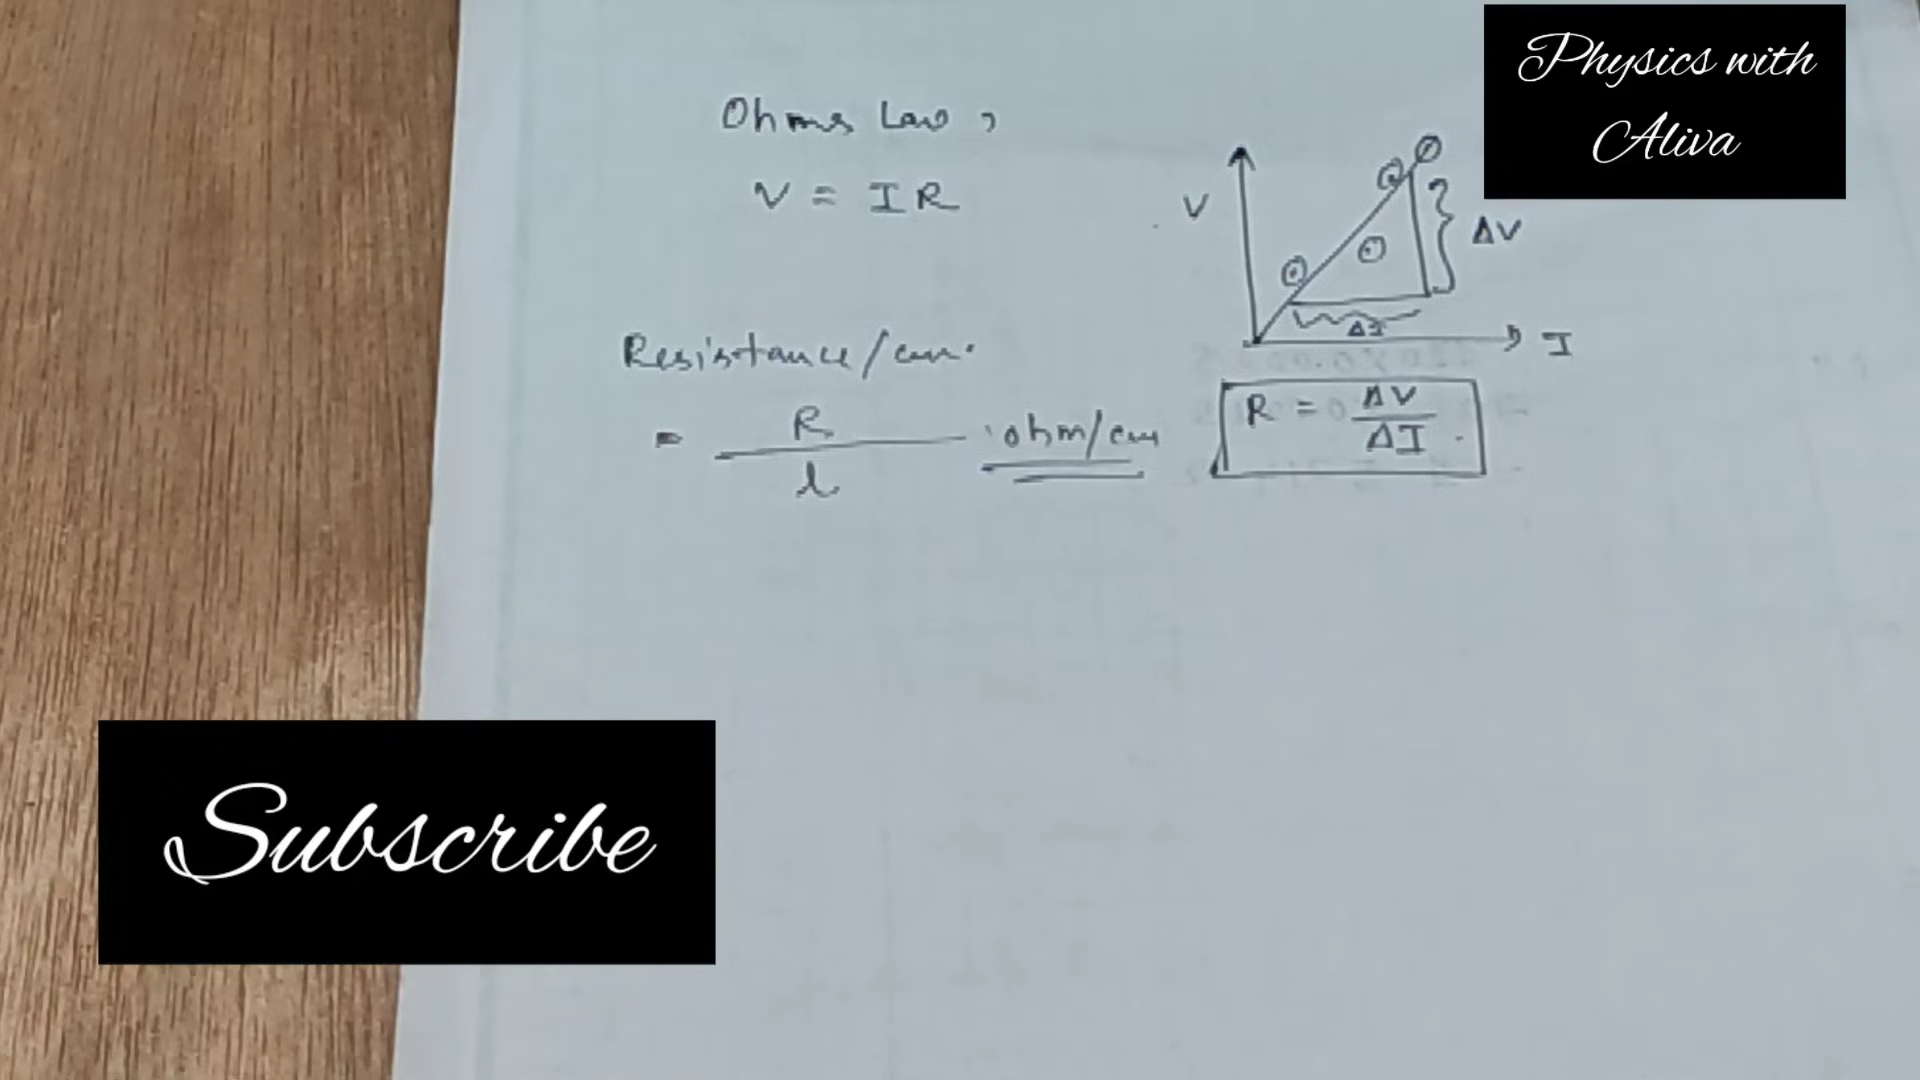 Physics with
Aliva
Ohms Law,
V = IR
V
ΔV
ΔI
I
Resistance/cm.
= R/l ohm/cm
R = ΔV/ΔI.
Subscribe